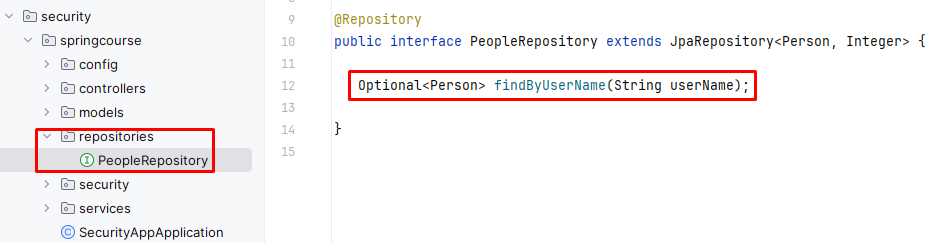 security
springcourse
config
controllers
models
repositories
I PeopleRepository
security
services
C SecurityAppApplication
9 @Repository
10 public interface PeopleRepository extends JpaRepository<Person, Integer> {
11
12 Optional<Person> findByUserName(String userName);
13
14 }
15